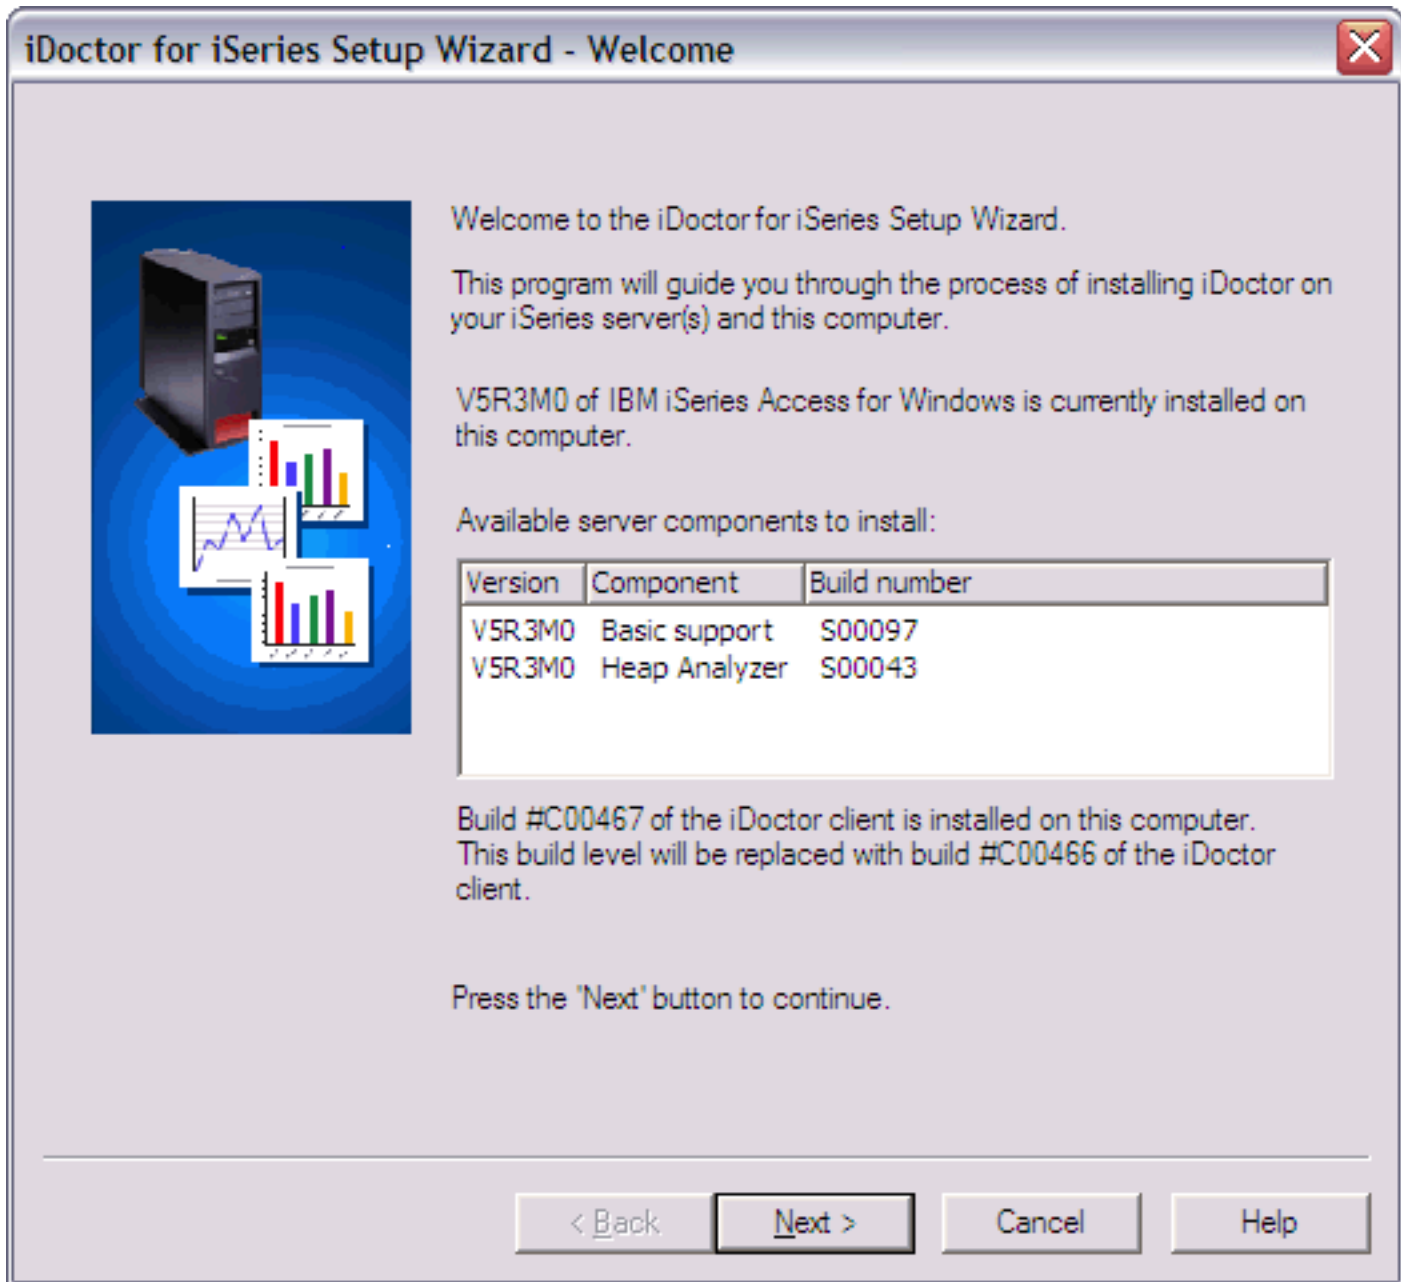 iDoctor for iSeries Setup Wizard - Welcome
Welcome to the iDoctor for iSeries Setup Wizard.
This program will guide you through the process of installing iDoctor on
your iSeries server(s) and this computer.
V5R3M0 of IBM iSeries Access for Windows is currently installed on
this computer.
Available server components to install:
Version Component Build number
V5R3M0 Basic support S00097
V5R3M0 Heap Analyzer S00043
Build #C00467 of the iDoctor client is installed on this computer.
This build level will be replaced with build #C00466 of the iDoctor
client.
Press the 'Next' button to continue.
< Back Next > Cancel Help